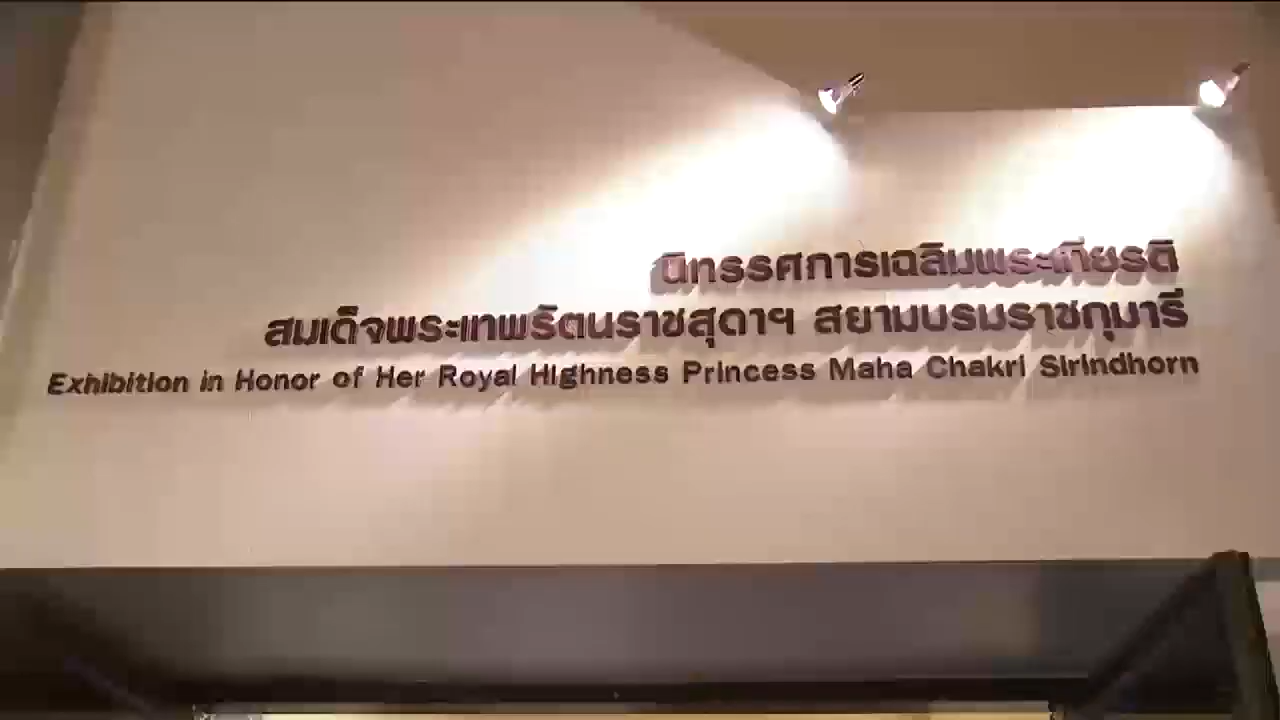 นิทรรศการเฉลิมพระเกียรติ
สมเด็จพระเทพรัตนราชสุดาฯ สยามบรมราชกุมารี
Exhibition in Honor of Her Royal Highness Princess Maha Chakri Sirindhorn